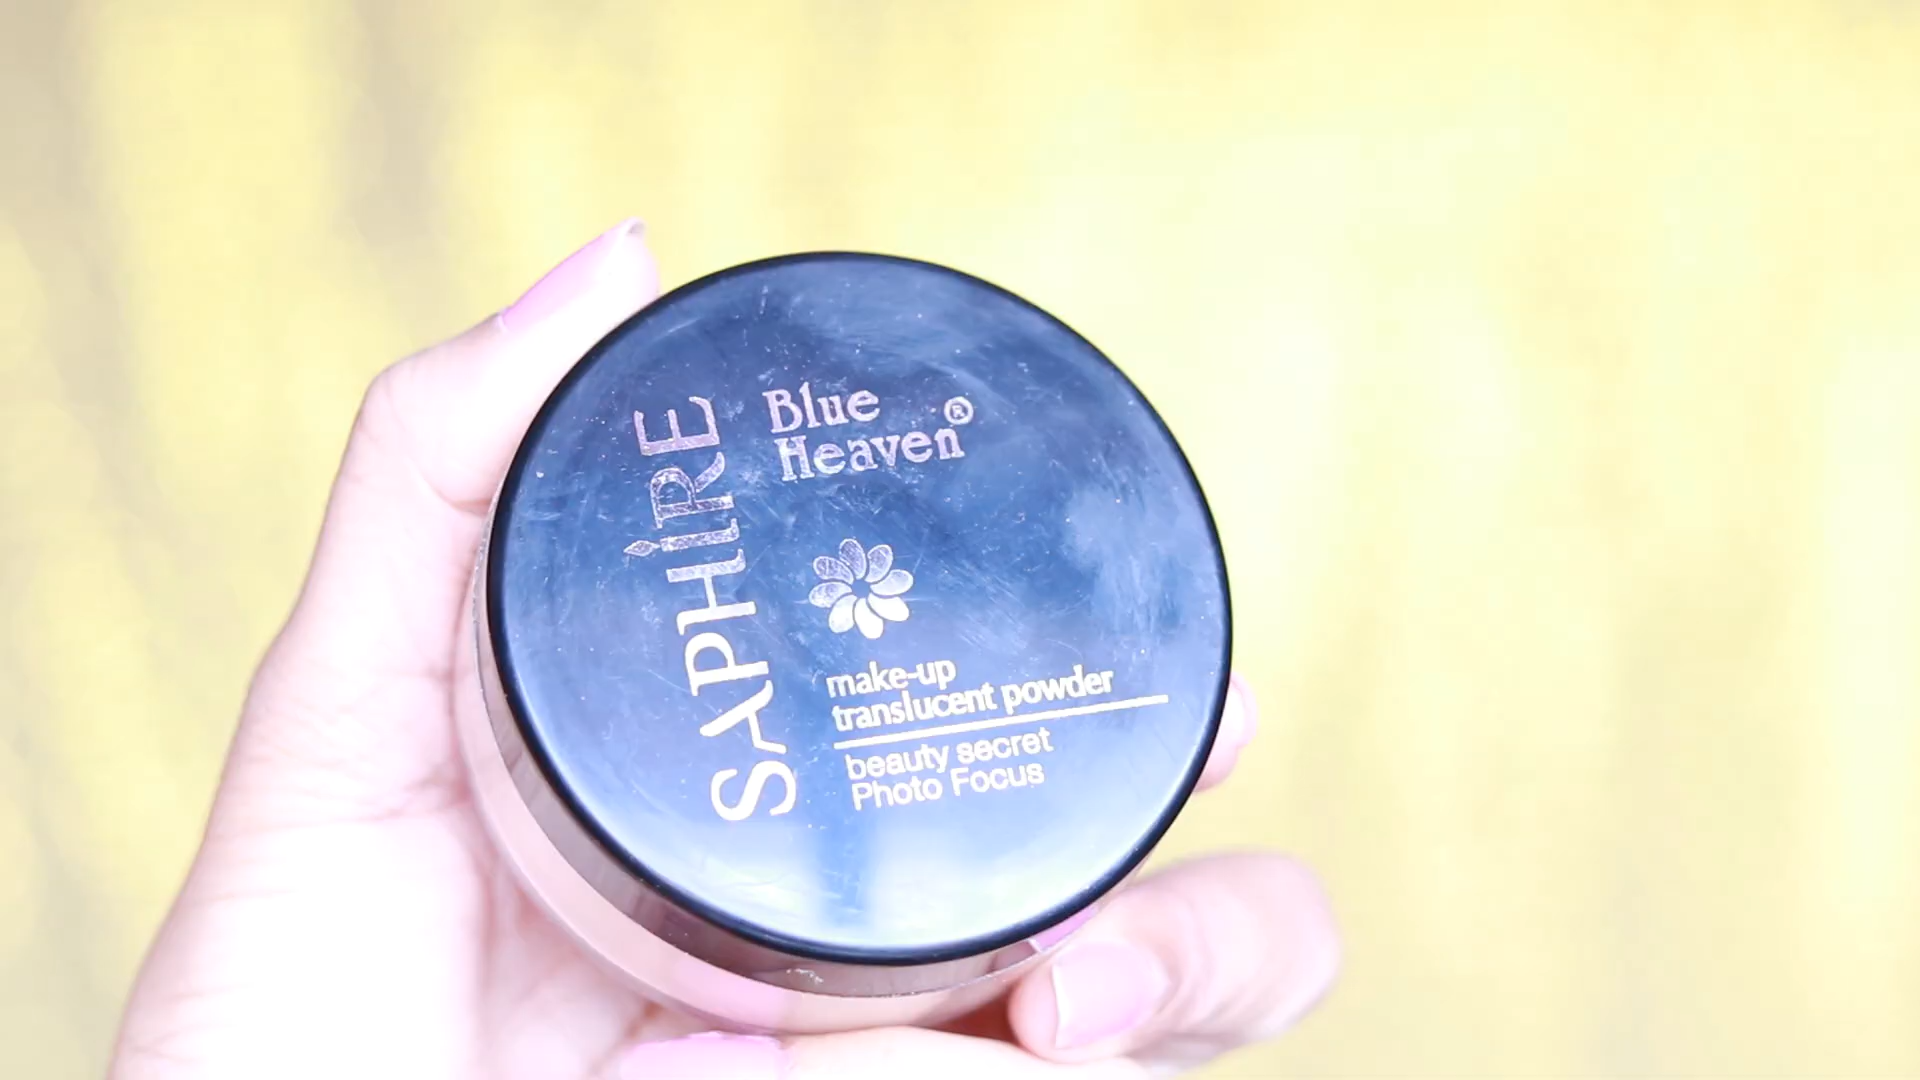 SAPHIRE
Blue
Heaven®
make-up
translucent powder
beauty secret
Photo Focus